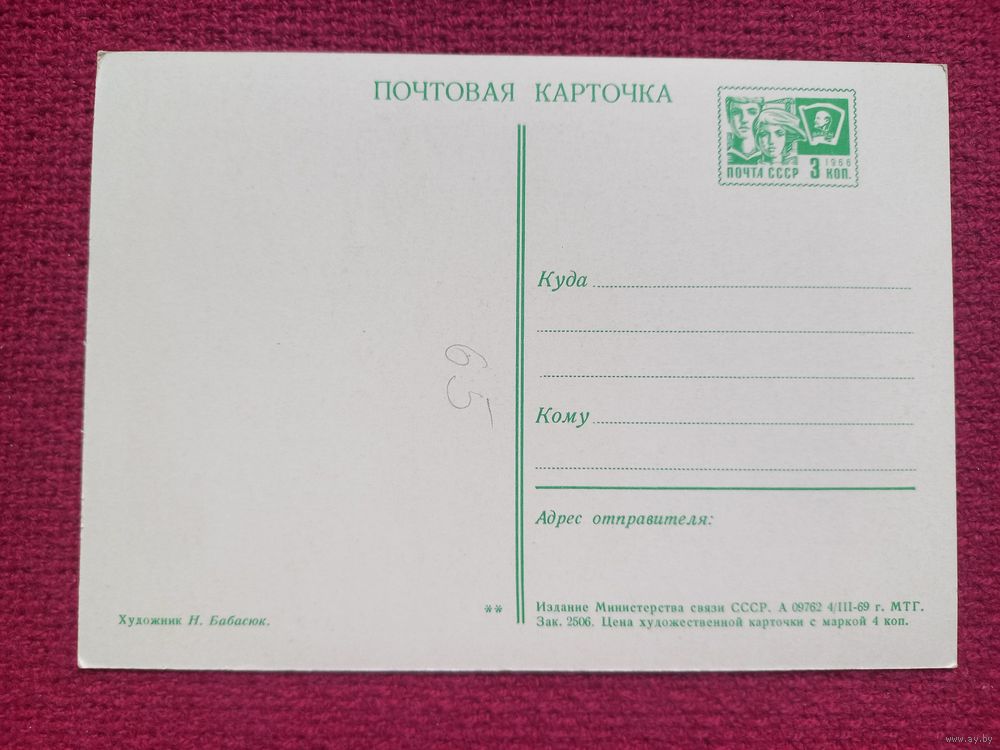 ПОЧТОВАЯ КАРТОЧКА
1966
ПОЧТА СССР 3 КОП.
Куда
65
Кому
Адрес отправителя:
Художник Н. Бабасюк.
**
Издание Министерства связи СССР. А 09762 4/III-69 г. МТГ.
Зак. 2506. Цена художественной карточки с маркой 4 коп.
www.ay.by